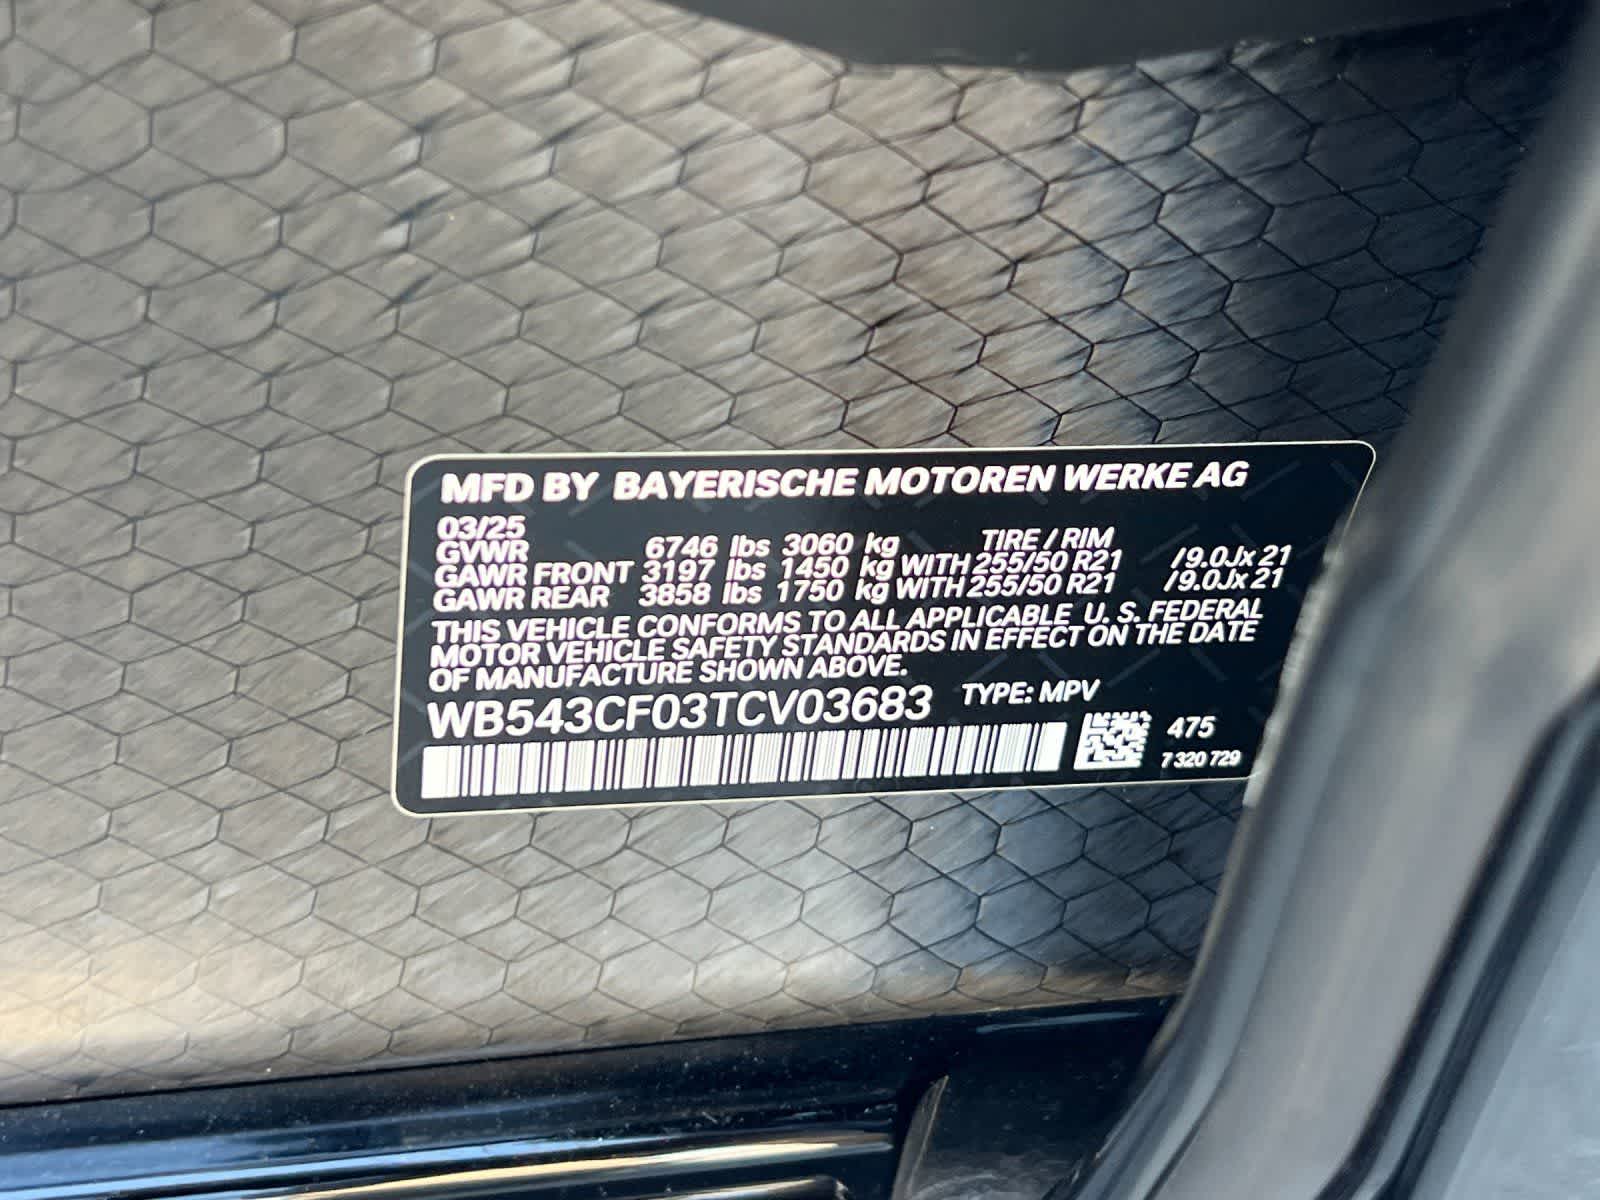 MFD BY BAYERISCHE MOTOREN WERKE AG
03/25
GVWR 6746 lbs 3060 kg TIRE / RIM
GAWR FRONT 3197 lbs 1450 kg WITH 255/50 R21 /9.0Jx 21
GAWR REAR 3858 lbs 1750 kg WITH 255/50 R21 /9.0Jx 21
THIS VEHICLE CONFORMS TO ALL APPLICABLE U. S. FEDERAL
MOTOR VEHICLE SAFETY STANDARDS IN EFFECT ON THE DATE
OF MANUFACTURE SHOWN ABOVE.
WB543CF03TCV03683 TYPE: MPV
475
7 320 729